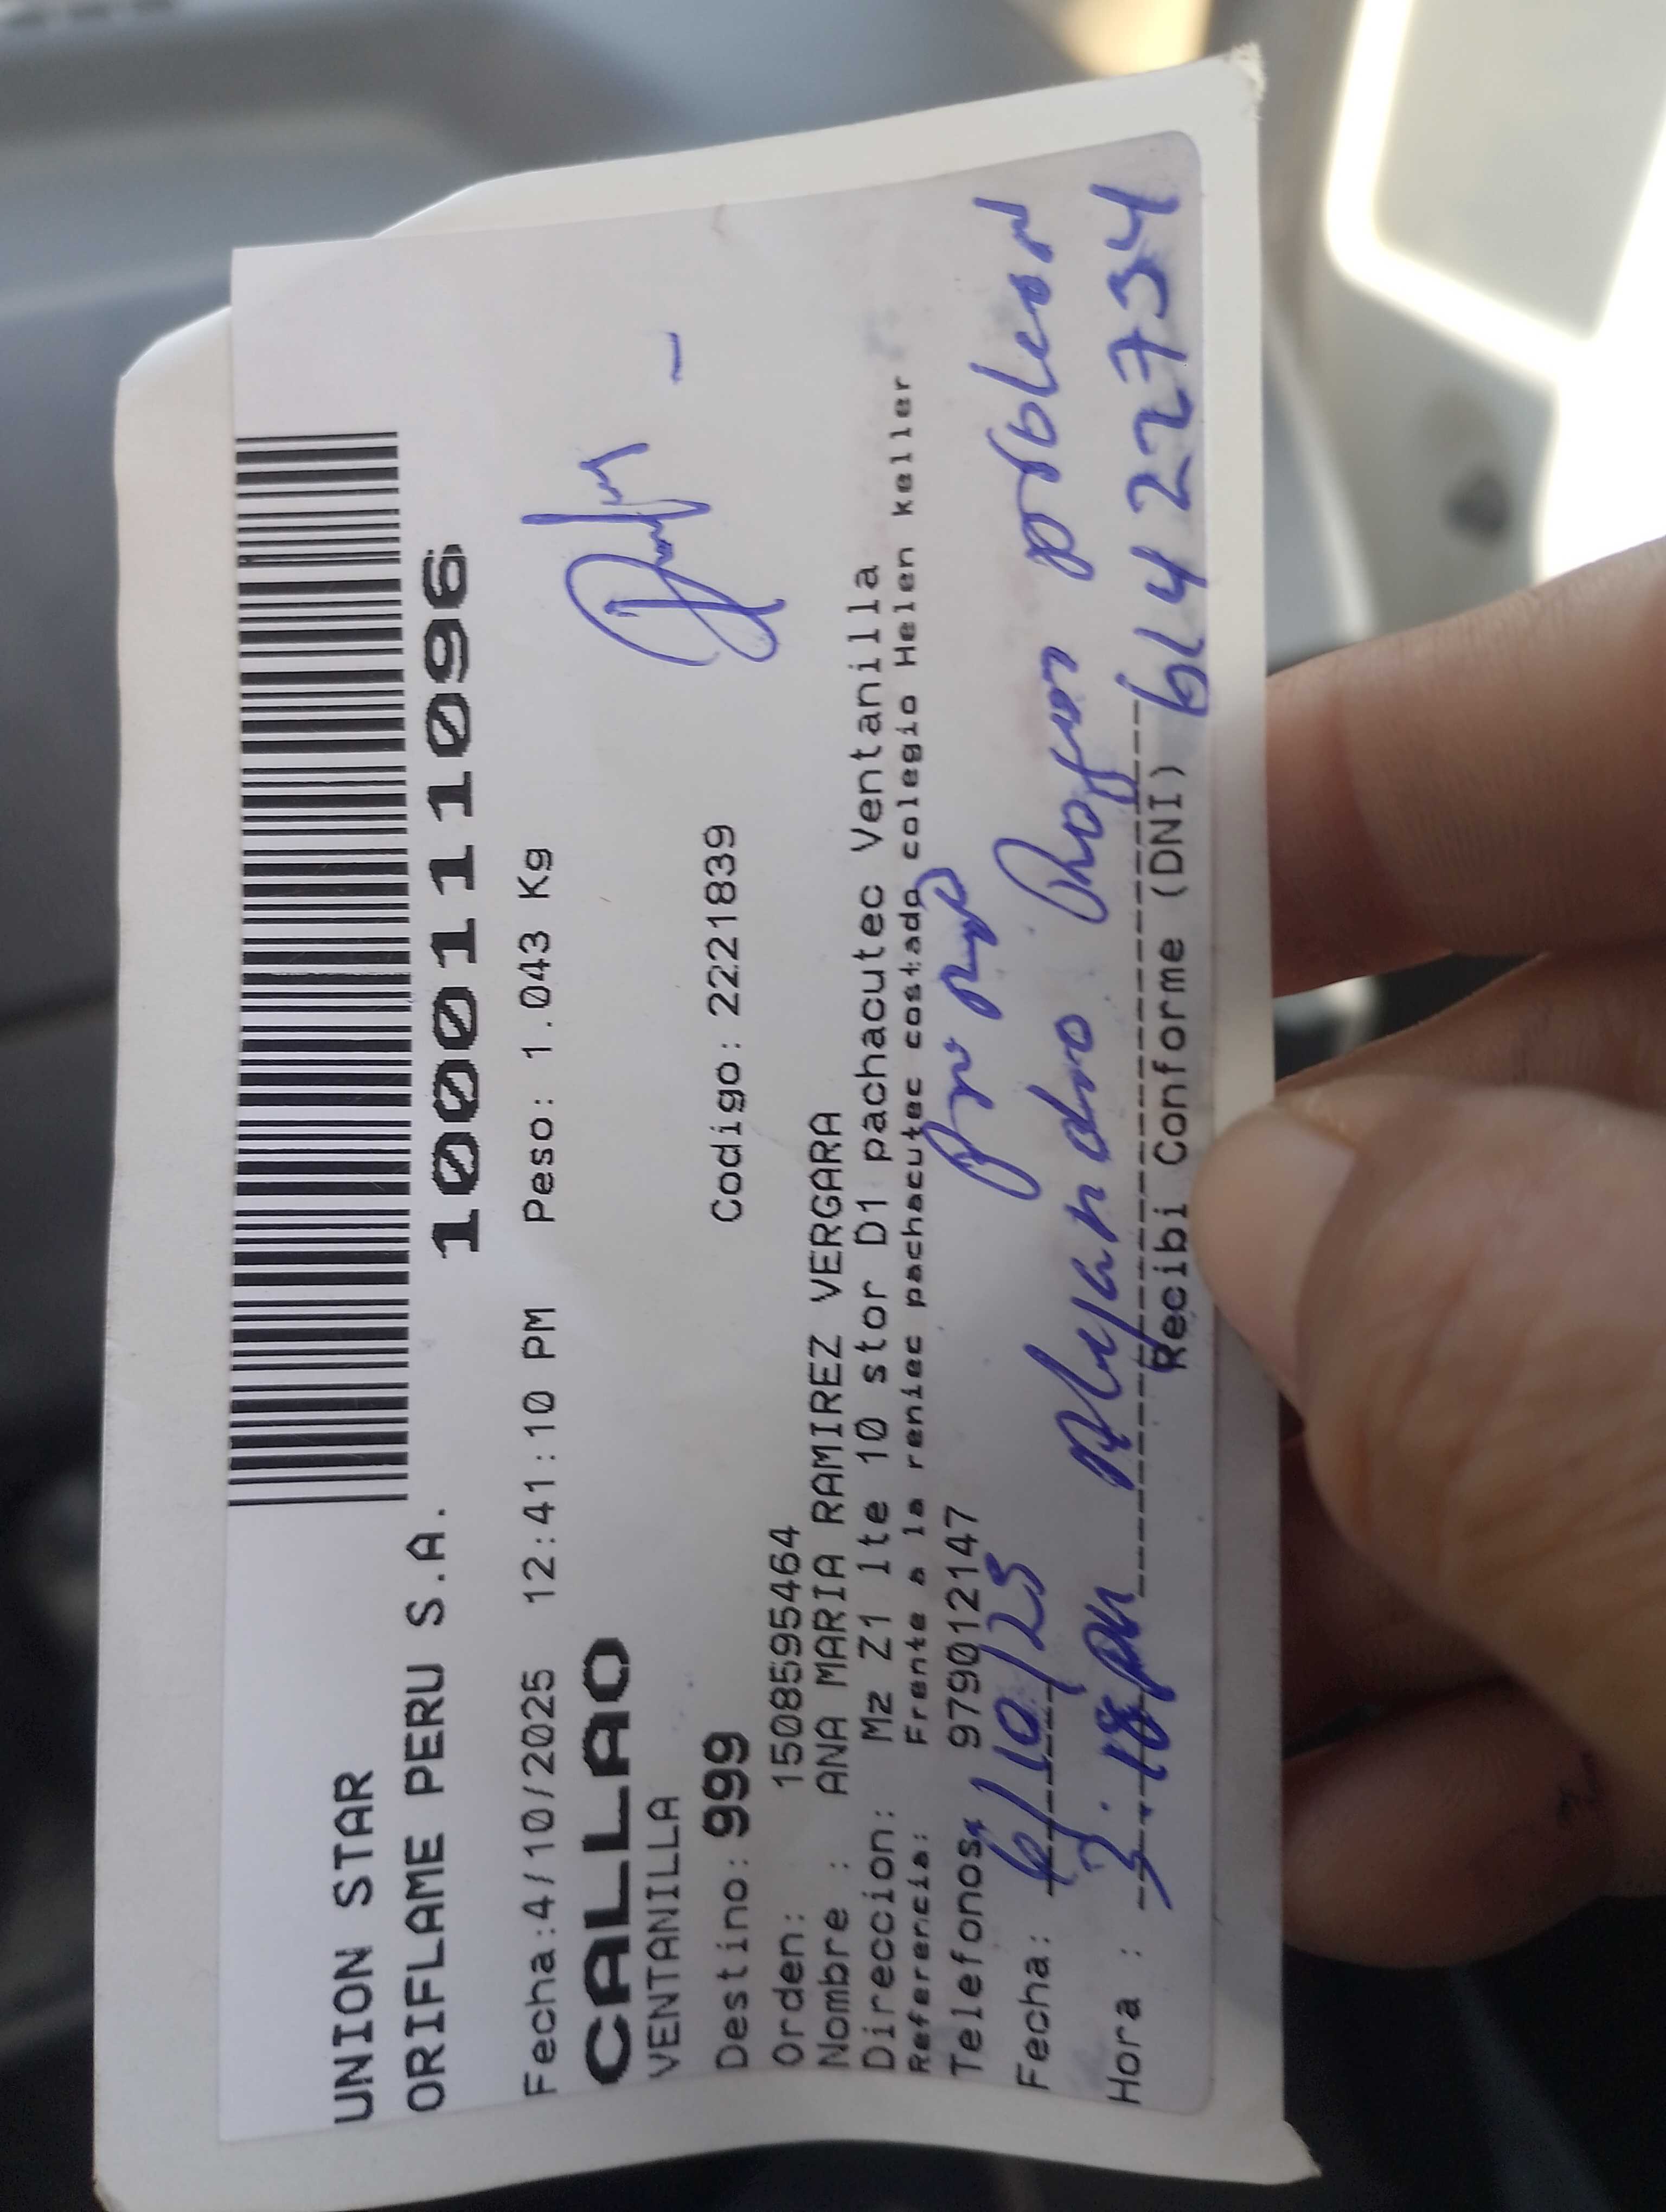 UNION STAR
ORIFLAME PERU S.A.
1000111096
Fecha:4/10/2025 12:41:10 PM Peso: 1.043 Kg
CALLAO
VENTANILLA
Destino: 999 Codigo: 2221839
Orden: 1508595464
Nombre : ANA MARIA RAMIREZ VERGARA
Direccion: Mz Z1 lte 10 stor D1 pachacutec Ventanilla
Referencia: Frente a la reniec pachacutec costado colegio Helen keller
Telefonos: 979012147
Fecha: 6/10/25
Hora : 3:18 PM
Recibi Conforme (DNI) 61422734